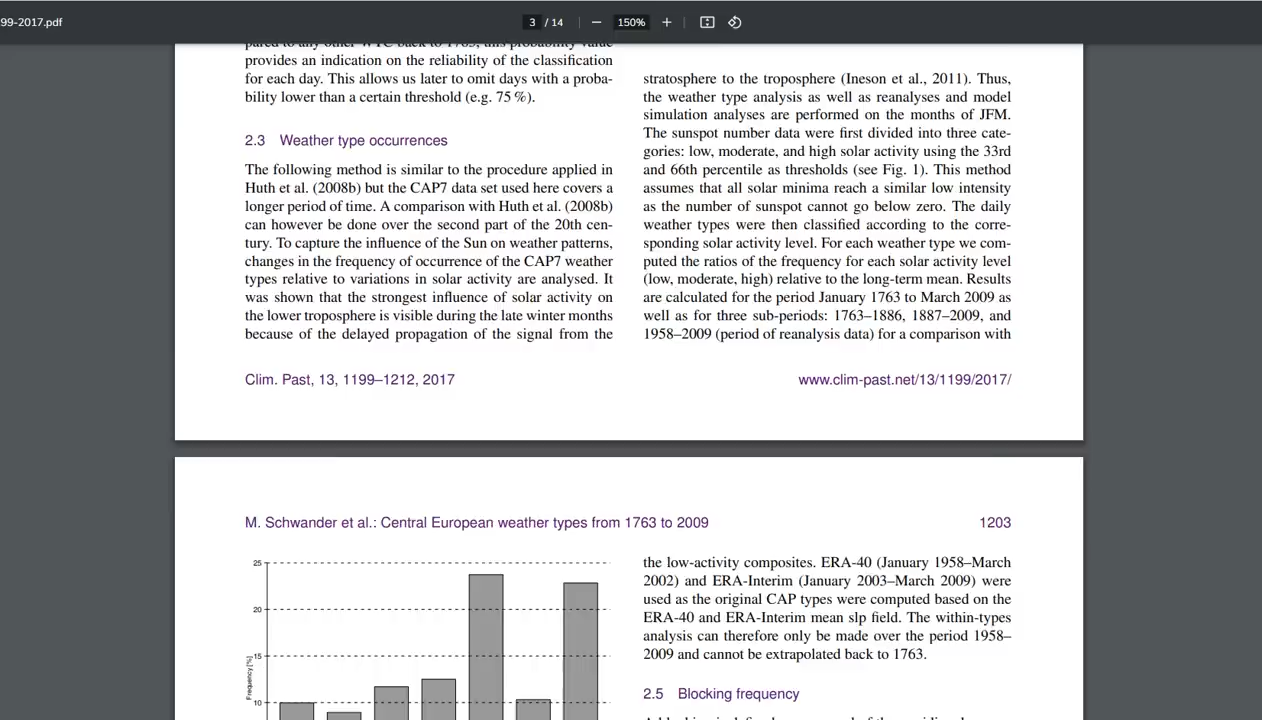 99-2017.pdf
3 / 14
150%
pared to any other WTC back to 1763, this probability value
provides an indication on the reliability of the classification
for each day. This allows us later to omit days with a proba-
bility lower than a certain threshold (e.g. 75 %).
2.3 Weather type occurrences
The following method is similar to the procedure applied in
Huth et al. (2008b) but the CAP7 data set used here covers a
longer period of time. A comparison with Huth et al. (2008b)
can however be done over the second part of the 20th cen-
tury. To capture the influence of the Sun on weather patterns,
changes in the frequency of occurrence of the CAP7 weather
types relative to variations in solar activity are analysed. It
was shown that the strongest influence of solar activity on
the lower troposphere is visible during the late winter months
because of the delayed propagation of the signal from the
stratosphere to the troposphere (Ineson et al., 2011). Thus,
the weather type analysis as well as reanalyses and model
simulation analyses are performed on the months of JFM.
The sunspot number data were first divided into three cate-
gories: low, moderate, and high solar activity using the 33rd
and 66th percentile as thresholds (see Fig. 1). This method
assumes that all solar minima reach a similar low intensity
as the number of sunspot cannot go below zero. The daily
weather types were then classified according to the corre-
sponding solar activity level. For each weather type we com-
puted the ratios of the frequency for each solar activity level
(low, moderate, high) relative to the long-term mean. Results
are calculated for the period January 1763 to March 2009 as
well as for three sub-periods: 1763–1886, 1887–2009, and
1958–2009 (period of reanalysis data) for a comparison with
Clim. Past, 13, 1199–1212, 2017
www.clim-past.net/13/1199/2017/
M. Schwander et al.: Central European weather types from 1763 to 2009
1203
25
20
15
10
Frequency [%]
the low-activity composites. ERA-40 (January 1958–March
2002) and ERA-Interim (January 2003–March 2009) were
used as the original CAP types were computed based on the
ERA-40 and ERA-Interim mean slp field. The within-types
analysis can therefore only be made over the period 1958–
2009 and cannot be extrapolated back to 1763.
2.5 Blocking frequency